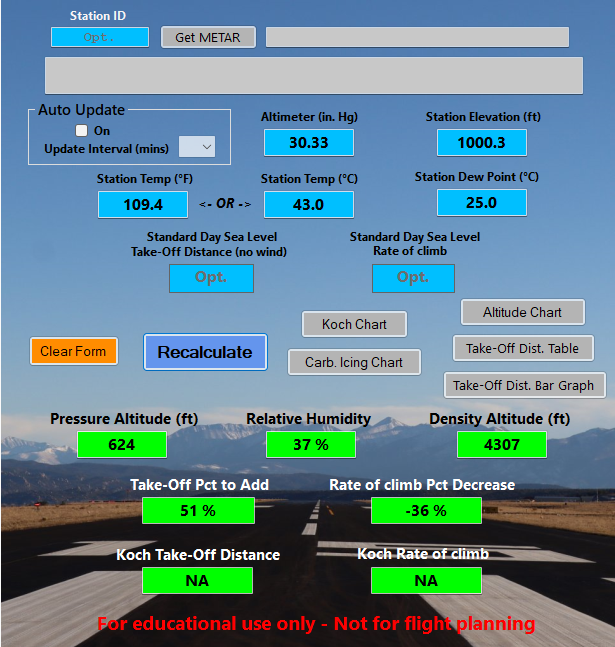 Station ID
Opt.
Get METAR
Auto Update
On
Update Interval (mins)
Altimeter (in. Hg)
30.33
Station Elevation (ft)
1000.3
Station Temp (°F)
109.4
<- OR ->
Station Temp (°C)
43.0
Station Dew Point (°C)
25.0
Standard Day Sea Level
Take-Off Distance (no wind)
Opt.
Standard Day Sea Level
Rate of climb
Opt.
Clear Form
Recalculate
Koch Chart
Carb. Icing Chart
Altitude Chart
Take-Off Dist. Table
Take-Off Dist. Bar Graph
Pressure Altitude (ft)
624
Relative Humidity
37 %
Density Altitude (ft)
4307
Take-Off Pct to Add
51 %
Rate of climb Pct Decrease
-36 %
Koch Take-Off Distance
NA
Koch Rate of climb
NA
For educational use only - Not for flight planning